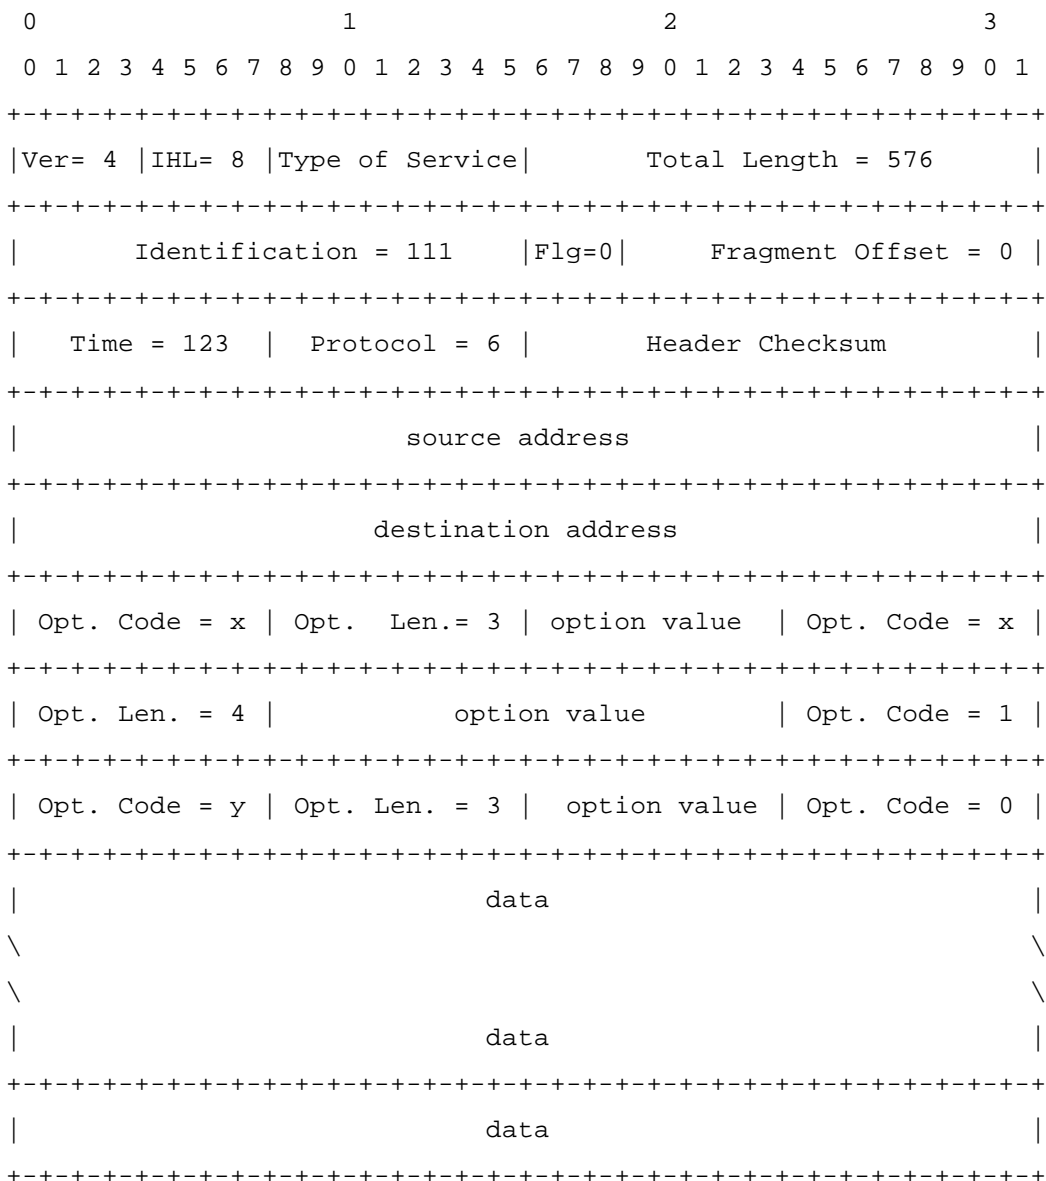 0                   1                   2                   3
 0 1 2 3 4 5 6 7 8 9 0 1 2 3 4 5 6 7 8 9 0 1 2 3 4 5 6 7 8 9 0 1
+-+-+-+-+-+-+-+-+-+-+-+-+-+-+-+-+-+-+-+-+-+-+-+-+-+-+-+-+-+-+-+-+
|Ver= 4 |IHL= 8 |Type of Service|       Total Length = 576      |
+-+-+-+-+-+-+-+-+-+-+-+-+-+-+-+-+-+-+-+-+-+-+-+-+-+-+-+-+-+-+-+-+
|       Identification = 111    |Flg=0|     Fragment Offset = 0 |
+-+-+-+-+-+-+-+-+-+-+-+-+-+-+-+-+-+-+-+-+-+-+-+-+-+-+-+-+-+-+-+-+
|   Time = 123  |  Protocol = 6 |       Header Checksum         |
+-+-+-+-+-+-+-+-+-+-+-+-+-+-+-+-+-+-+-+-+-+-+-+-+-+-+-+-+-+-+-+-+
|                        source address                         |
+-+-+-+-+-+-+-+-+-+-+-+-+-+-+-+-+-+-+-+-+-+-+-+-+-+-+-+-+-+-+-+-+
|                      destination address                      |
+-+-+-+-+-+-+-+-+-+-+-+-+-+-+-+-+-+-+-+-+-+-+-+-+-+-+-+-+-+-+-+-+
| Opt. Code = x | Opt.  Len.= 3 | option value  | Opt. Code = x |
+-+-+-+-+-+-+-+-+-+-+-+-+-+-+-+-+-+-+-+-+-+-+-+-+-+-+-+-+-+-+-+-+
| Opt. Len. = 4 |           option value        | Opt. Code = 1 |
+-+-+-+-+-+-+-+-+-+-+-+-+-+-+-+-+-+-+-+-+-+-+-+-+-+-+-+-+-+-+-+-+
| Opt. Code = y | Opt. Len. = 3 |  option value | Opt. Code = 0 |
+-+-+-+-+-+-+-+-+-+-+-+-+-+-+-+-+-+-+-+-+-+-+-+-+-+-+-+-+-+-+-+-+
|                             data                              |
\                                                               \
\                                                               \
|                             data                              |
+-+-+-+-+-+-+-+-+-+-+-+-+-+-+-+-+-+-+-+-+-+-+-+-+-+-+-+-+-+-+-+-+
|                             data                              |
+-+-+-+-+-+-+-+-+-+-+-+-+-+-+-+-+-+-+-+-+-+-+-+-+-+-+-+-+-+-+-+-+